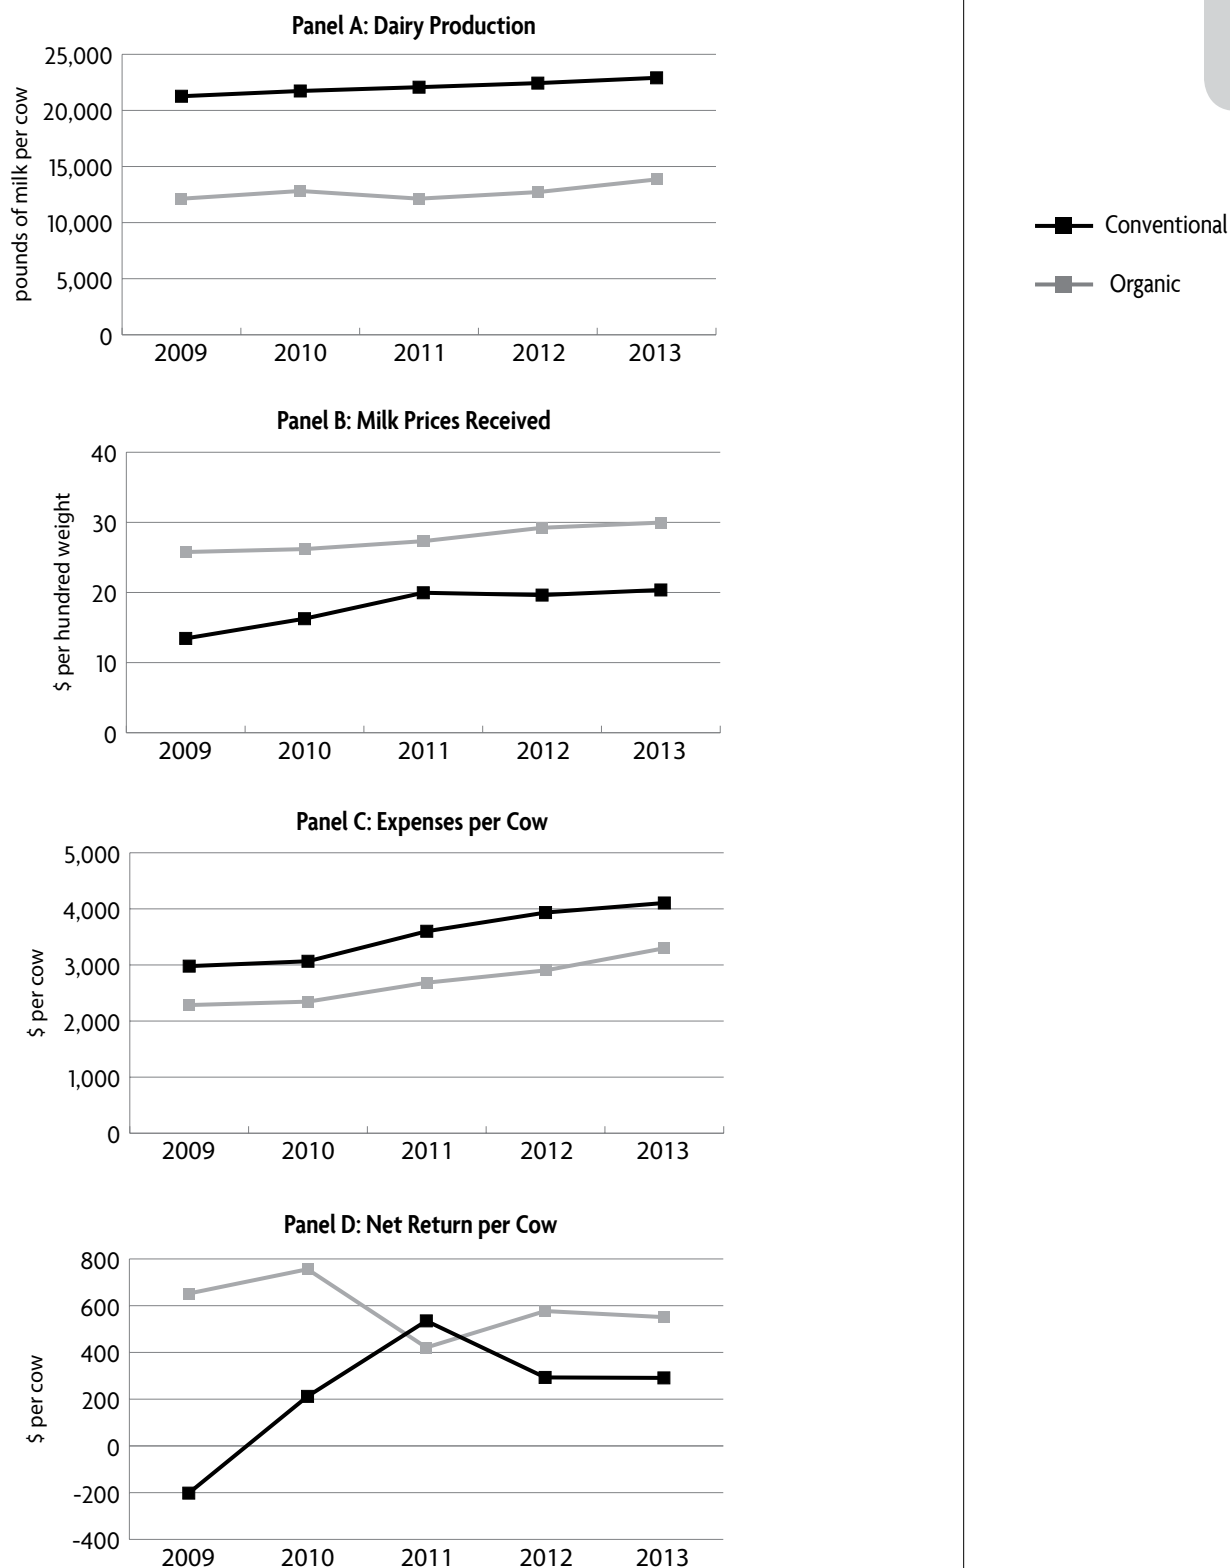 Panel A: Dairy Production
25,000
20,000
15,000
10,000
5,000
0
pounds of milk per cow
2009 2010 2011 2012 2013
Conventional
Organic
Panel B: Milk Prices Received
40
30
20
10
0
$ per hundred weight
2009 2010 2011 2012 2013
Panel C: Expenses per Cow
5,000
4,000
3,000
2,000
1,000
0
$ per cow
2009 2010 2011 2012 2013
Panel D: Net Return per Cow
800
600
400
200
0
-200
-400
$ per cow
2009 2010 2011 2012 2013